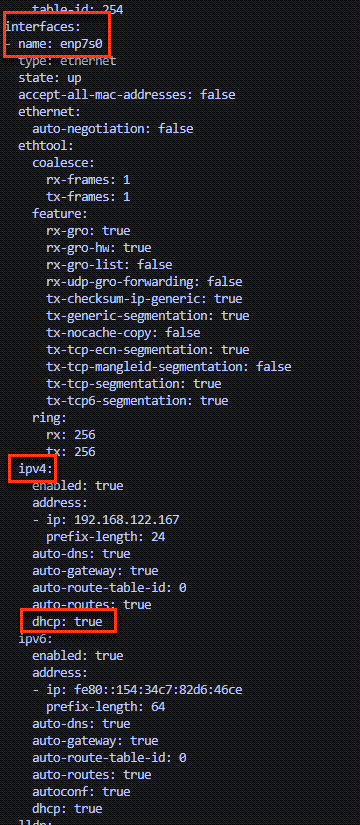 table-id: 254
interfaces:
- name: enp7s0
type: ethernet
state: up
accept-all-mac-addresses: false
ethernet:
auto-negotiation: false
ethtool:
coalesce:
rx-frames: 1
tx-frames: 1
feature:
rx-gro: true
rx-gro-hw: true
rx-gro-list: false
rx-udp-gro-forwarding: false
tx-checksum-ip-generic: true
tx-generic-segmentation: true
tx-nocache-copy: false
tx-tcp-ecn-segmentation: true
tx-tcp-mangleid-segmentation: false
tx-tcp-segmentation: true
tx-tcp6-segmentation: true
ring:
rx: 256
tx: 256
ipv4:
enabled: true
address:
- ip: 192.168.122.167
prefix-length: 24
auto-dns: true
auto-gateway: true
auto-route-table-id: 0
auto-routes: true
dhcp: true
ipv6:
enabled: true
address:
- ip: fe80::154:34c7:82d6:46ce
prefix-length: 64
auto-dns: true
auto-gateway: true
auto-route-table-id: 0
auto-routes: true
autoconf: true
dhcp: true
lldp: